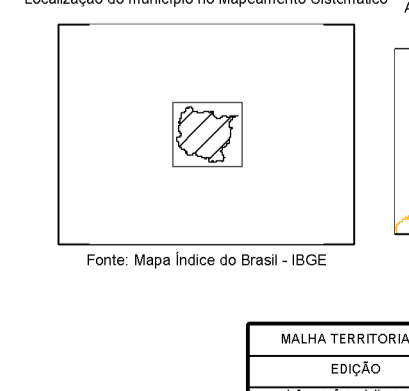 Localização do município no Mapeamento Sistemático
Fonte: Mapa Índice do Brasil - IBGE
MALHA TERRITORIA
EDIÇÃO